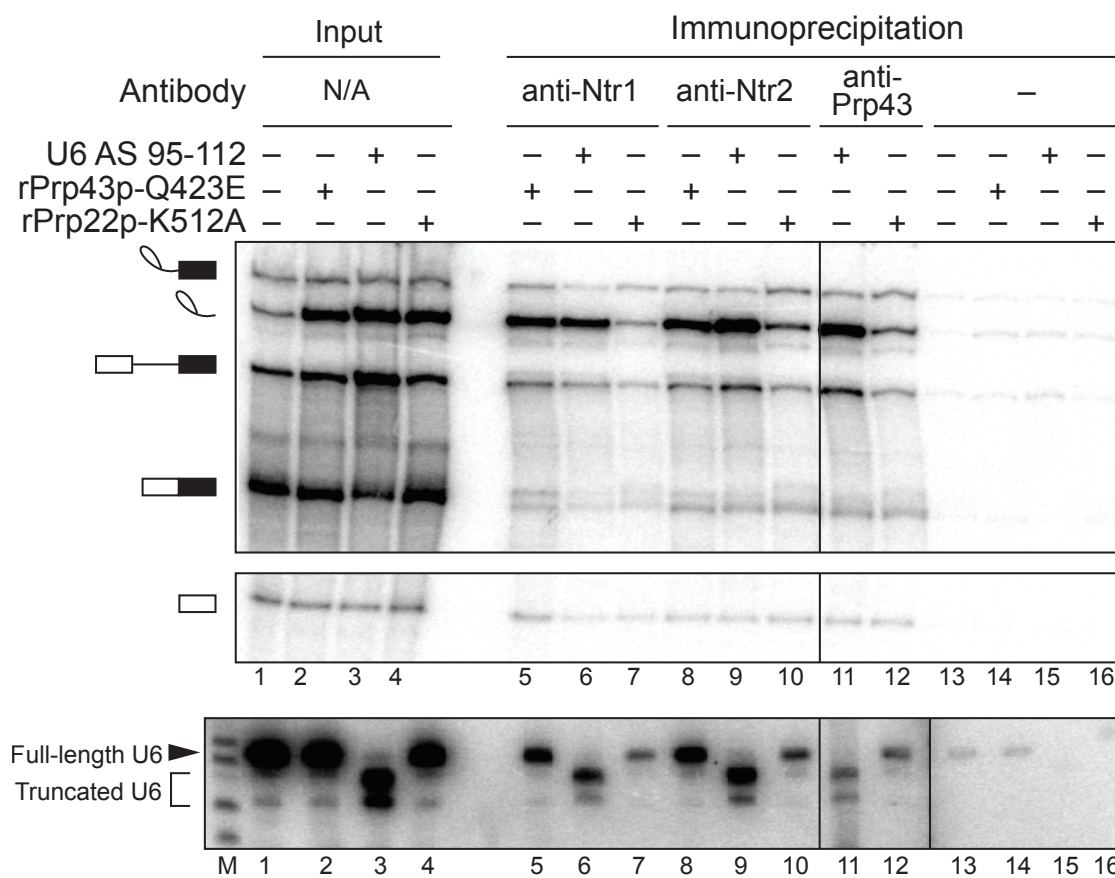 Input Immunoprecipitation
Antibody N/A anti-Ntr1 anti-Ntr2 anti-
Prp43 –
U6 AS 95-112 – – + – – + – – + – + – – – + –
rPrp43p-Q423E – + – – + – – + – – – – – + – –
rPrp22p-K512A – – – + – – + – – + – + – – – +
1 2 3 4 5 6 7 8 9 10 11 12 13 14 15 16
Full-length U6
Truncated U6
M 1 2 3 4 5 6 7 8 9 10 11 12 13 14 15 16